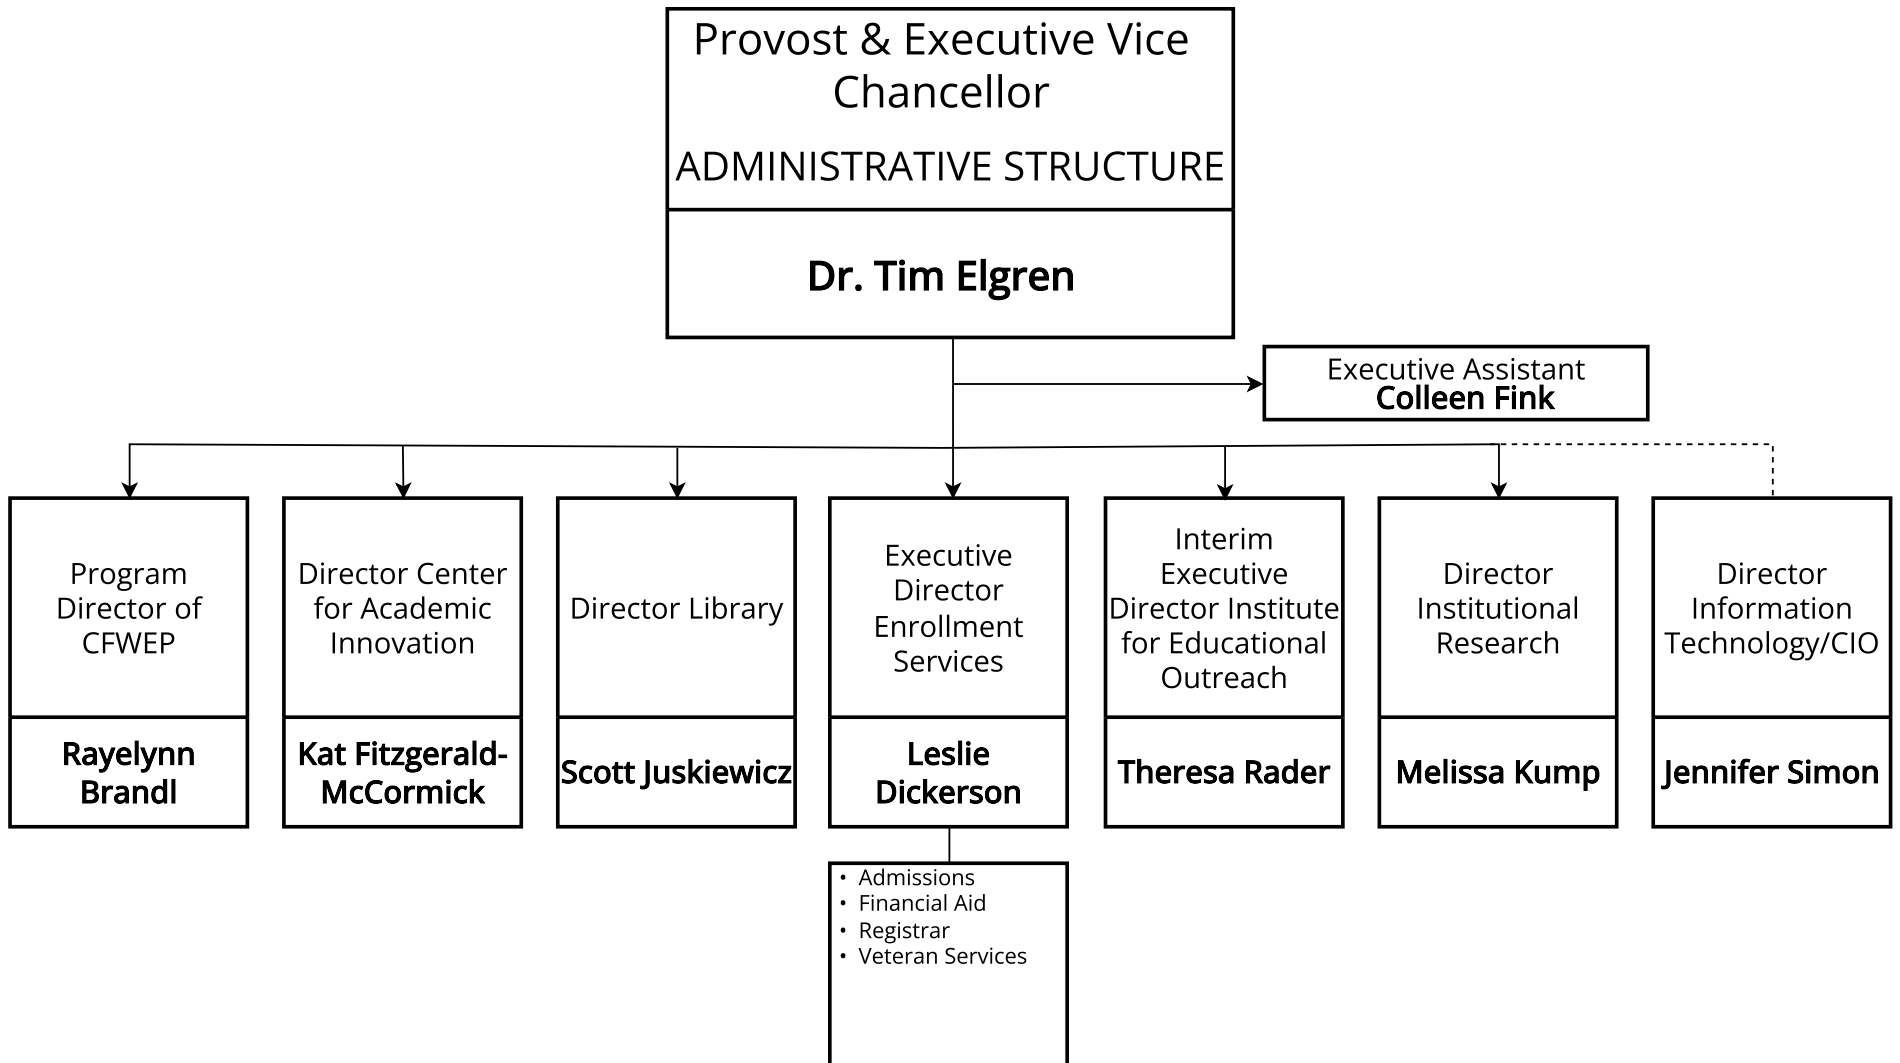 Provost & Executive Vice
Chancellor
ADMINISTRATIVE STRUCTURE
Dr. Tim Elgren
Executive Assistant
Colleen Fink
Program
Director of
CFWEP
Rayelynn
Brandl
Director Center
for Academic
Innovation
Kat Fitzgerald-
McCormick
Director Library
Scott Juskiewicz
Executive
Director
Enrollment
Services
Leslie
Dickerson
• Admissions
• Financial Aid
• Registrar
• Veteran Services
Interim
Executive
Director Institute
for Educational
Outreach
Theresa Rader
Director
Institutional
Research
Melissa Kump
Director
Information
Technology/CIO
Jennifer Simon